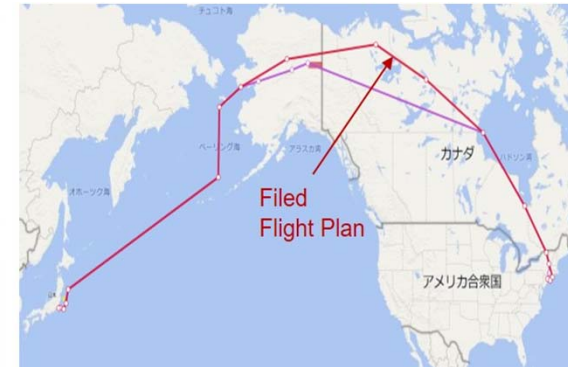 チュコト海
ベーリング海
アラスカ湾
オホーツク海
カナダ
ハドソン湾
Filed
Flight Plan
アメリカ合衆国